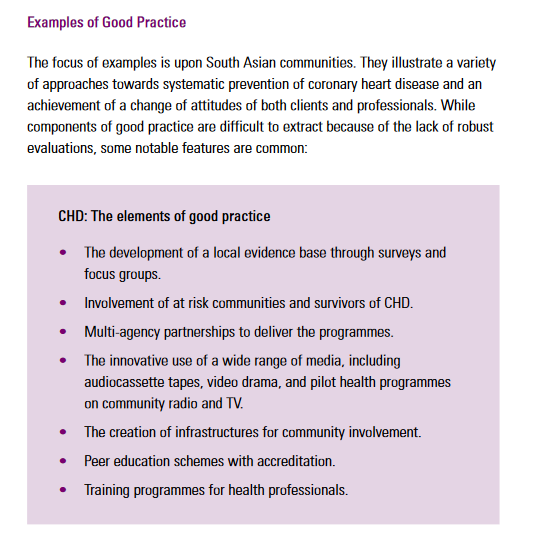 Examples of Good Practice
The focus of examples is upon South Asian communities. They illustrate a variety
of approaches towards systematic prevention of coronary heart disease and an
achievement of a change of attitudes of both clients and professionals. While
components of good practice are difficult to extract because of the lack of robust
evaluations, some notable features are common:
CHD: The elements of good practice
• The development of a local evidence base through surveys and
focus groups.
• Involvement of at risk communities and survivors of CHD.
• Multi-agency partnerships to deliver the programmes.
• The innovative use of a wide range of media, including
audiocassette tapes, video drama, and pilot health programmes
on community radio and TV.
• The creation of infrastructures for community involvement.
• Peer education schemes with accreditation.
• Training programmes for health professionals.